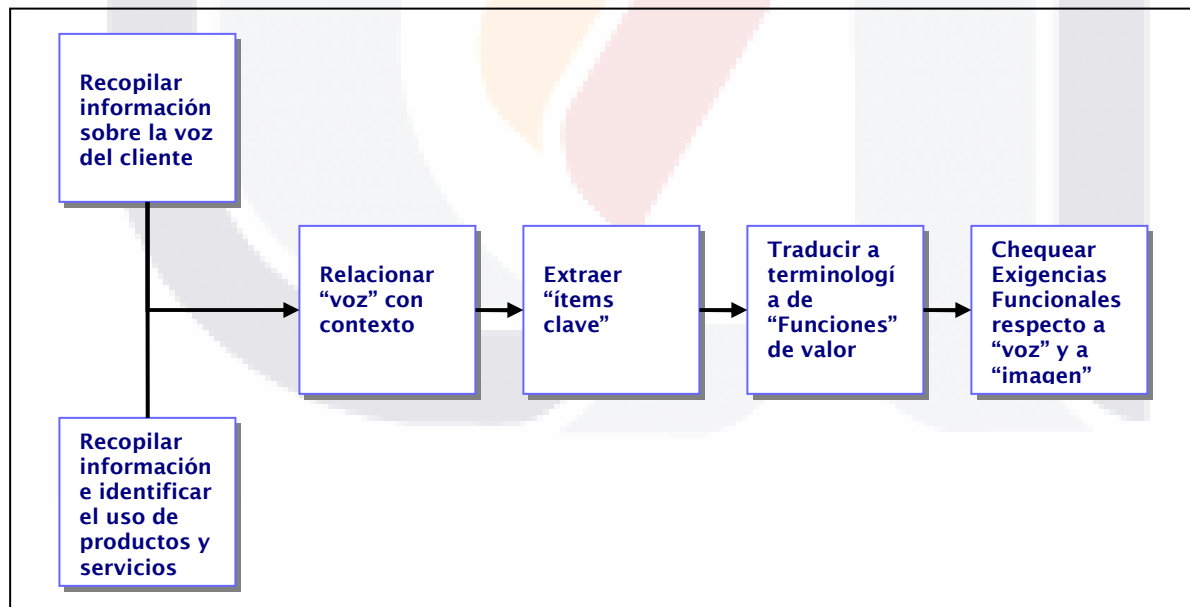 Recopilar
información
sobre la voz
del cliente
Relacionar
“voz” con
contexto
Extraer
“ítems
clave”
Traducir a
terminologí
a de
“Funciones”
de valor
Chequear
Exigencias
Funcionales
respecto a
“voz” y a
“imagen”
Recopilar
información
e identificar
el uso de
productos y
servicios